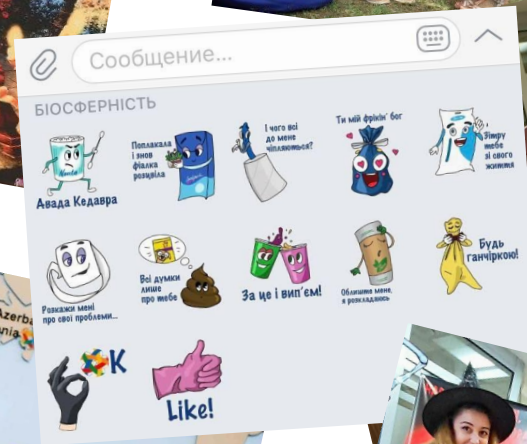 Сообщение...
БІОСФЕРНІСТЬ
Авада Кедавра
Поплакала
і знов
фіалка
розцвіла
І чого всі
до мене
чіпляються?
Ти мій фрікін' бог
Зітру
тебе
зі свого
життя
Розкажи мені
про свої проблеми...
Всі думки
лише
про тебе
За це і вип'єм!
Облиште мене,
я розкладаюсь
Будь
ганчіркою!
OK
Like!
Azerba